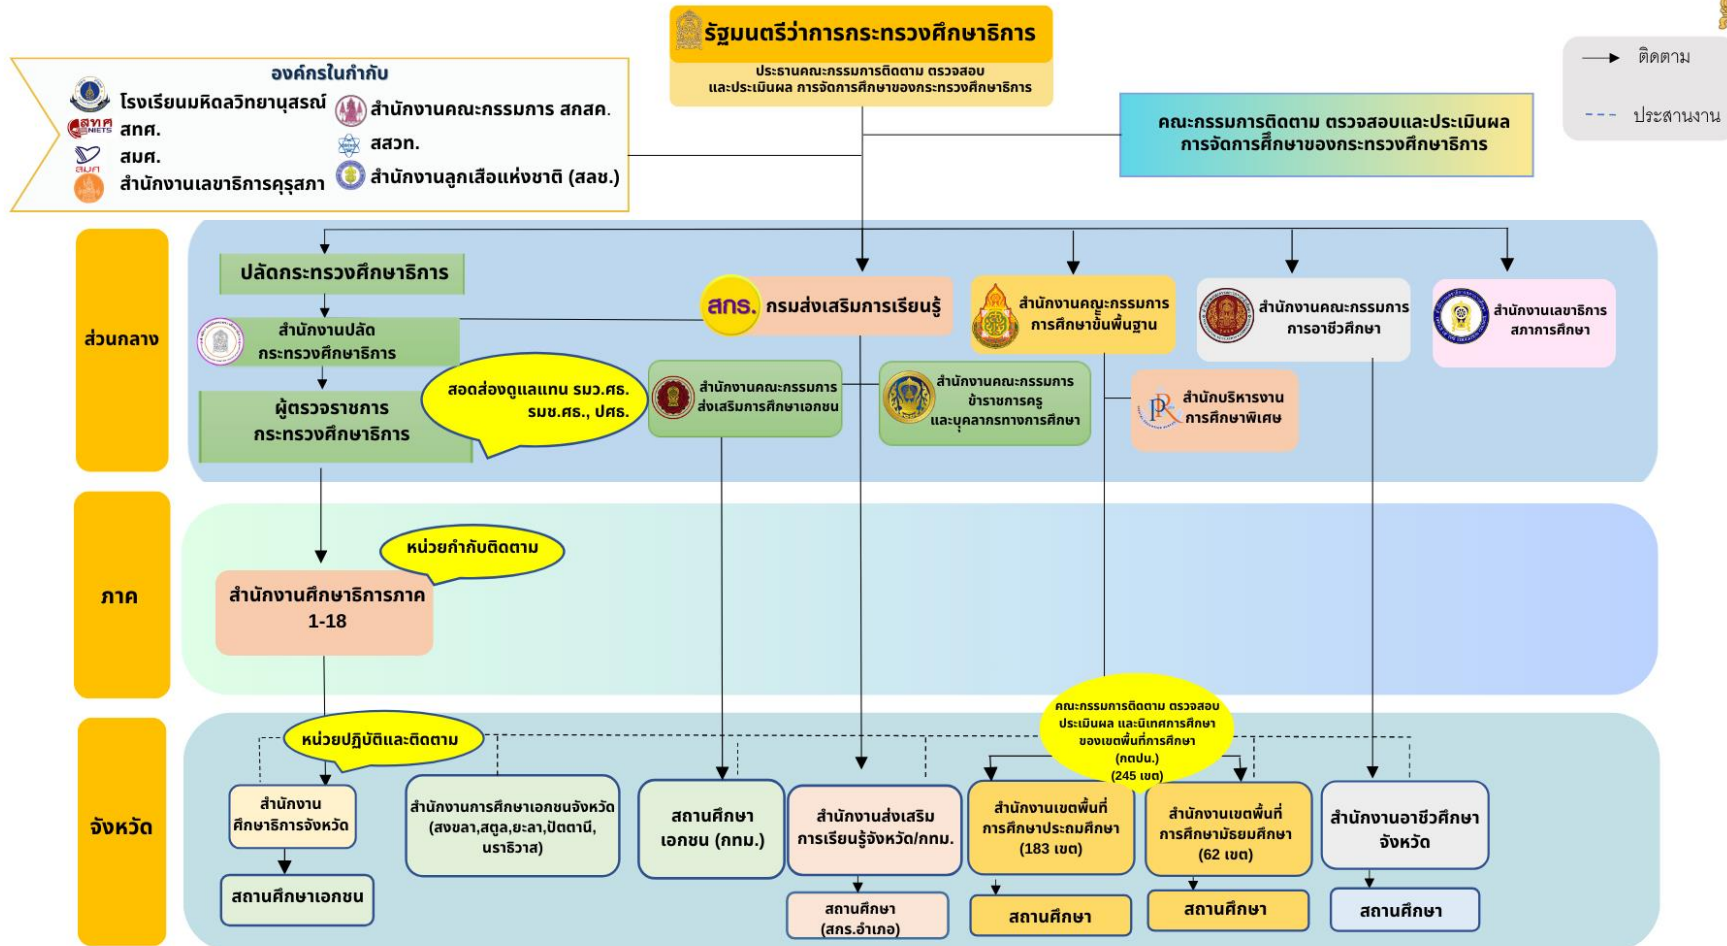 รัฐมนตรีว่าการกระทรวงศึกษาธิการ
ประธานคณะกรรมการติดตาม ตรวจสอบ
และประเมินผล การจัดการศึกษาของกระทรวงศึกษาธิการ
ติดตาม
ประสานงาน
องค์กรในกำกับ
โรงเรียนมหิดลวิทยานุสรณ์
สทศ.
สทศ
NIETS
สมศ.
สมศ
สำนักงานเลขาธิการคุรุสภา
สำนักงานคณะกรรมการ สกสค.
สสวท.
สำนักงานลูกเสือแห่งชาติ (สลช.)
คณะกรรมการติดตาม ตรวจสอบและประเมินผล
การจัดการศึกษาของกระทรวงศึกษาธิการ
ส่วนกลาง
ปลัดกระทรวงศึกษาธิการ
สำนักงานปลัด
กระทรวงศึกษาธิการ
ผู้ตรวจราชการ
กระทรวงศึกษาธิการ
สอดส่องดูแลแทน รมว.ศธ.
รมช.ศธ., ปศธ.
สกร.
กรมส่งเสริมการเรียนรู้
สำนักงานคณะกรรมการ
การศึกษาขั้นพื้นฐาน
สำนักงานคณะกรรมการ
การอาชีวศึกษา
สำนักงานเลขาธิการ
สภาการศึกษา
สำนักงานคณะกรรมการ
ส่งเสริมการศึกษาเอกชน
สำนักงานคณะกรรมการ
ข้าราชการครู
และบุคลากรทางการศึกษา
สำนักบริหารงาน
การศึกษาพิเศษ
ภาค
หน่วยกำกับติดตาม
สำนักงานศึกษาธิการภาค
1-18
จังหวัด
หน่วยปฏิบัติและติดตาม
คณะกรรมการติดตาม ตรวจสอบ
ประเมินผล และนิเทศการศึกษา
ของเขตพื้นที่การศึกษา
(กตปน.)
(245 เขต)
สำนักงาน
ศึกษาธิการจังหวัด
สถานศึกษาเอกชน
สำนักงานการศึกษาเอกชนจังหวัด
(สงขลา,สตูล,ยะลา,ปัตตานี,
นราธิวาส)
สถานศึกษา
เอกชน (กทม.)
สำนักงานส่งเสริม
การเรียนรู้จังหวัด/กทม.
สถานศึกษา
(สกร.อำเภอ)
สำนักงานเขตพื้นที่
การศึกษาประถมศึกษา
(183 เขต)
สถานศึกษา
สำนักงานเขตพื้นที่
การศึกษามัธยมศึกษา
(62 เขต)
สถานศึกษา
สำนักงานอาชีวศึกษา
จังหวัด
สถานศึกษา